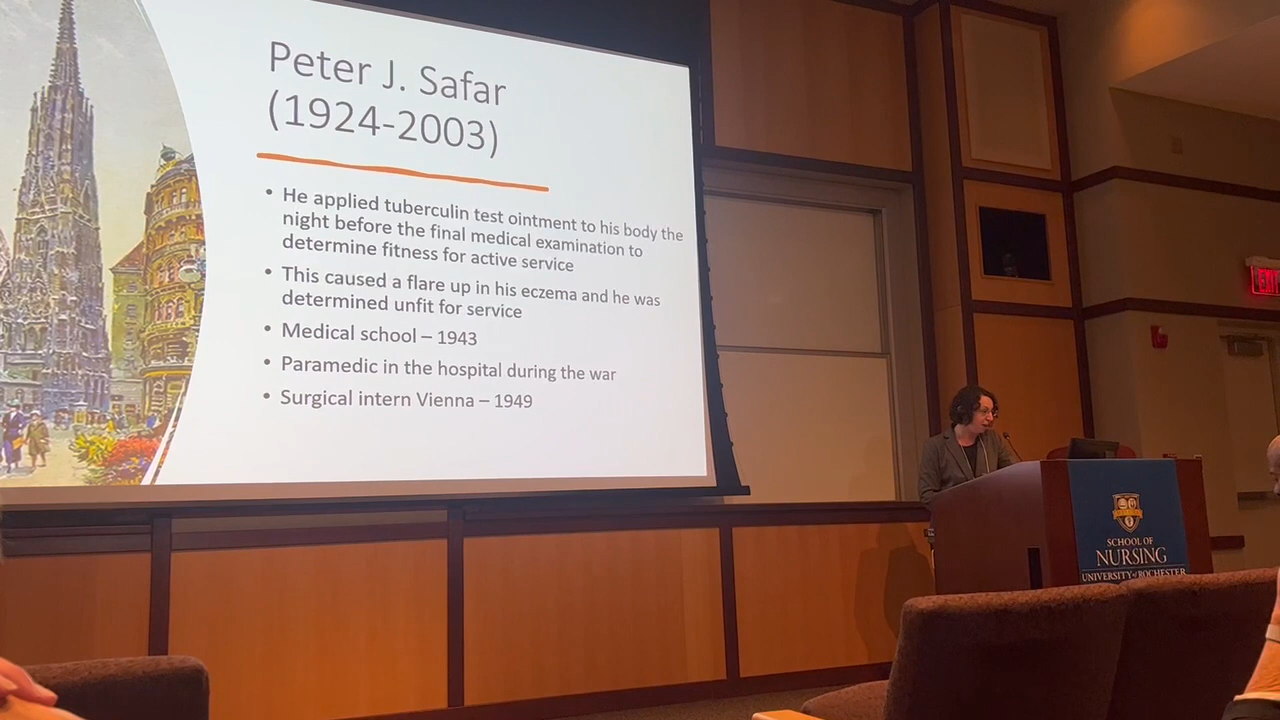 Peter J. Safar
(1924-2003)
• He applied tuberculin test ointment to his body the
night before the final medical examination to
determine fitness for active service
• This caused a flare up in his eczema and he was
determined unfit for service
• Medical school – 1943
• Paramedic in the hospital during the war
• Surgical intern Vienna – 1949
EXIT
SCHOOL OF
NURSING
UNIVERSITY of ROCHESTER